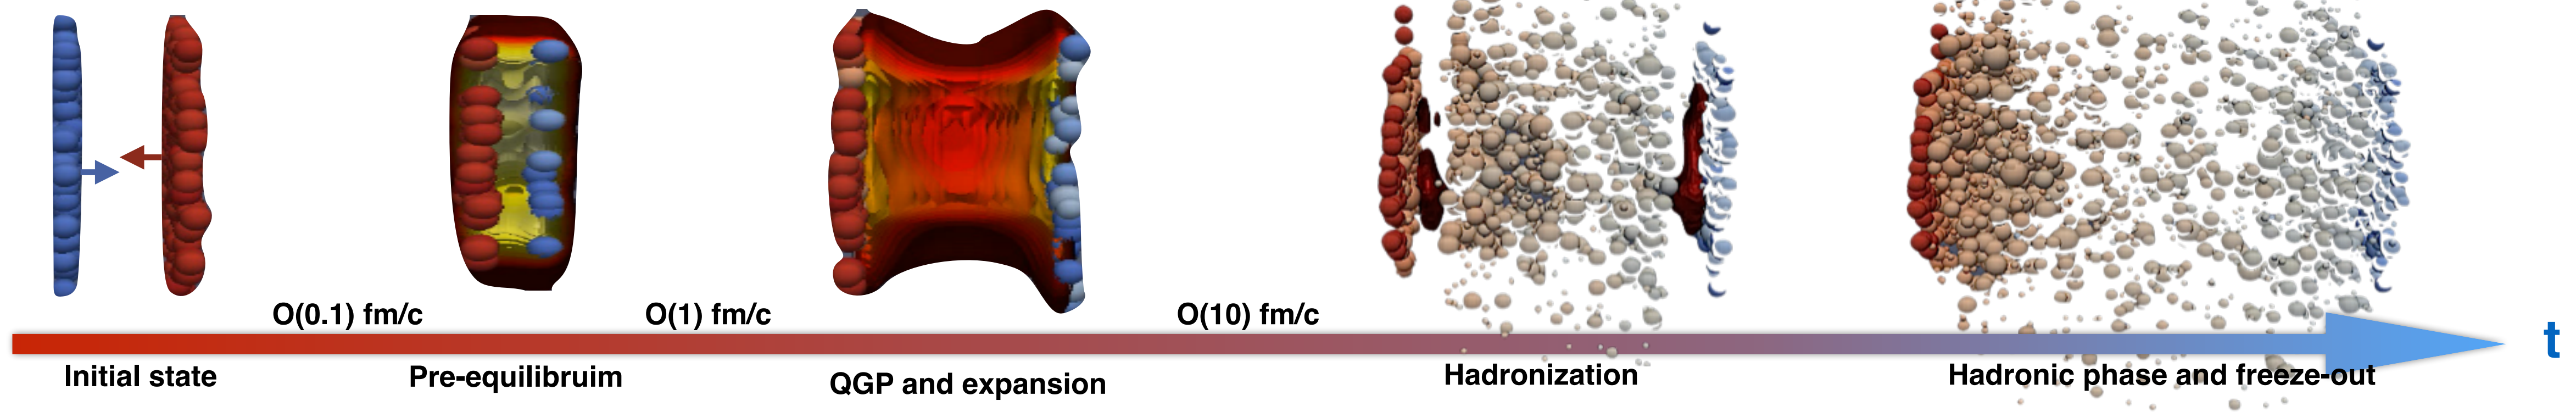 O(0.1) fm/c
O(1) fm/c
O(10) fm/c
t
Initial state
Pre-equilibruim
QGP and expansion
Hadronization
Hadronic phase and freeze-out